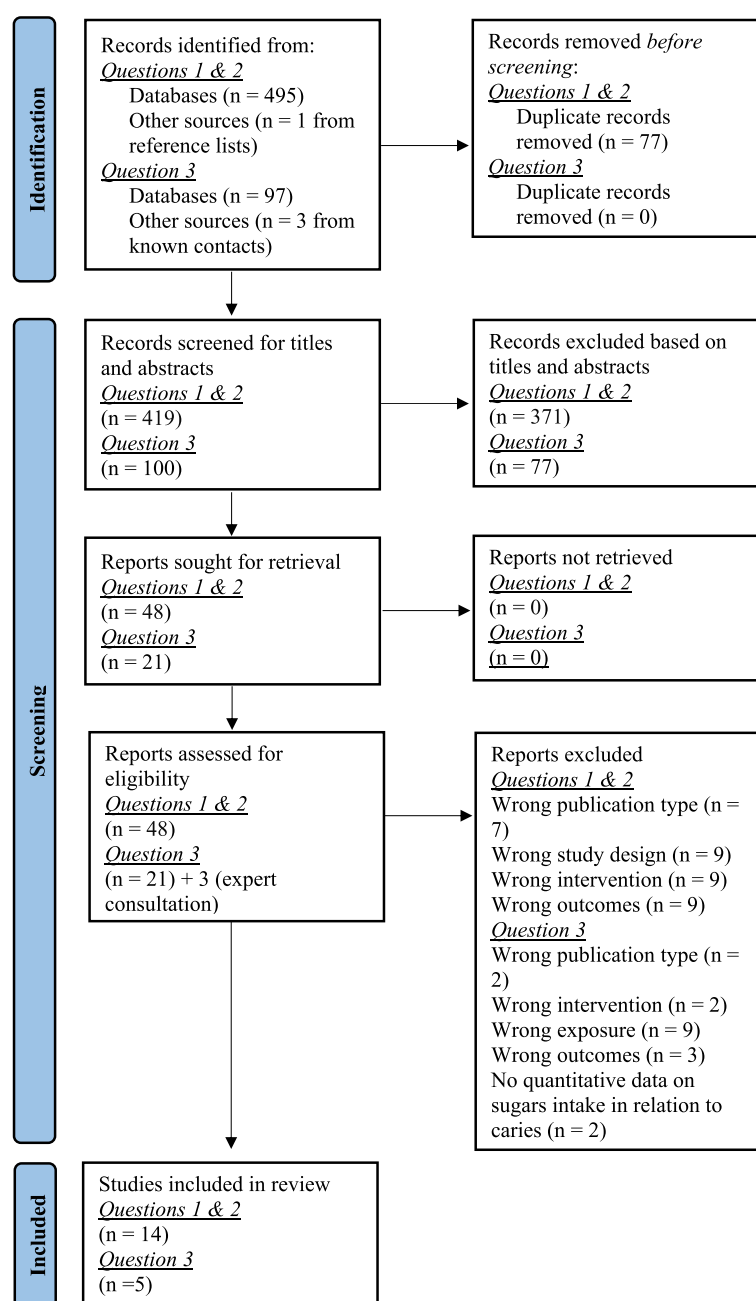 Identification
Records identified from:
Questions 1 & 2
Databases (n = 495)
Other sources (n = 1 from
reference lists)
Question 3
Databases (n = 97)
Other sources (n = 3 from
known contacts)
Records removed before
screening:
Questions 1 & 2
Duplicate records
removed (n = 77)
Question 3
Duplicate records
removed (n = 0)
Screening
Records screened for titles
and abstracts
Questions 1 & 2
(n = 419)
Question 3
(n = 100)
Records excluded based on
titles and abstracts
Questions 1 & 2
(n = 371)
Question 3
(n = 77)
Reports sought for retrieval
Questions 1 & 2
(n = 48)
Question 3
(n = 21)
Reports not retrieved
Questions 1 & 2
(n = 0)
Question 3
(n = 0)
Reports assessed for
eligibility
Questions 1 & 2
(n = 48)
Question 3
(n = 21) + 3 (expert
consultation)
Reports excluded
Questions 1 & 2
Wrong publication type (n =
7)
Wrong study design (n = 9)
Wrong intervention (n = 9)
Wrong outcomes (n = 9)
Question 3
Wrong publication type (n =
2)
Wrong intervention (n = 2)
Wrong exposure (n = 9)
Wrong outcomes (n = 3)
No quantitative data on
sugars intake in relation to
caries (n = 2)
Included
Studies included in review
Questions 1 & 2
(n = 14)
Question 3
(n =5)